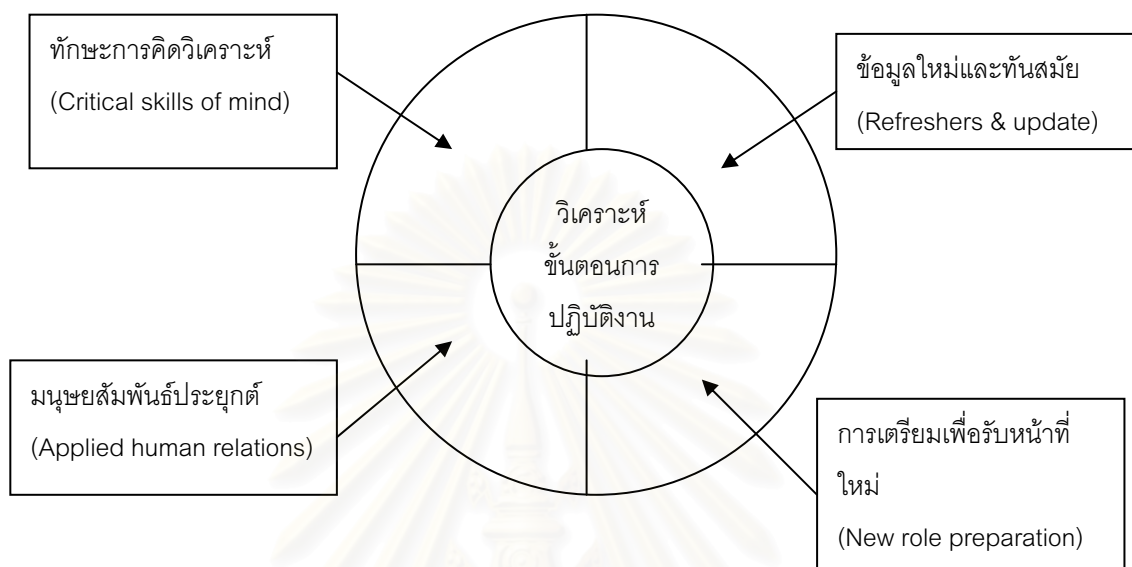 ทักษะการคิดวิเคราะห์
(Critical skills of mind)
ข้อมูลใหม่และทันสมัย
(Refreshers & update)
วิเคราะห์
ขั้นตอนการ
ปฏิบัติงาน
มนุษยสัมพันธ์ประยุกต์
(Applied human relations)
การเตรียมเพื่อรับหน้าที่
ใหม่
(New role preparation)